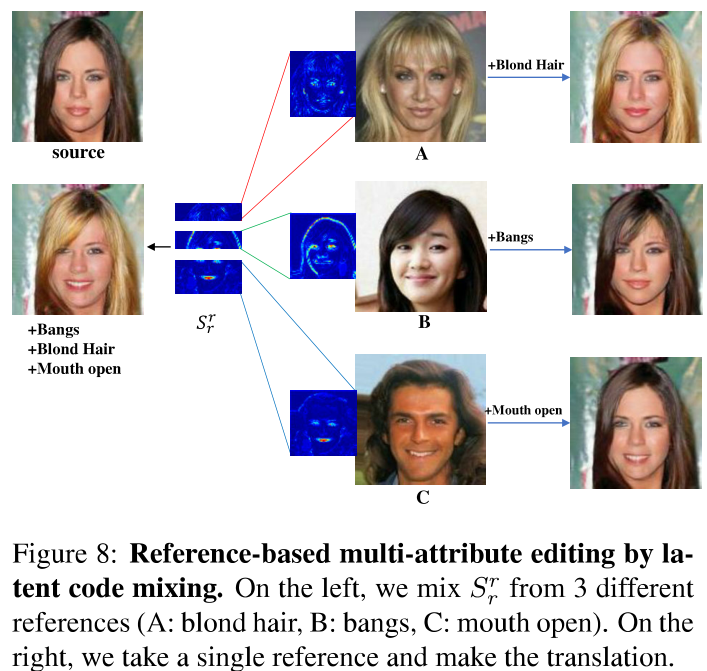 source
A
+Blond Hair
B
+Bangs
C
+Mouth open
S_r^r
+Bangs
+Blond Hair
+Mouth open
Figure 8: Reference-based multi-attribute editing by la-
tent code mixing. On the left, we mix S_r^r from 3 different
references (A: blond hair, B: bangs, C: mouth open). On the
right, we take a single reference and make the translation.